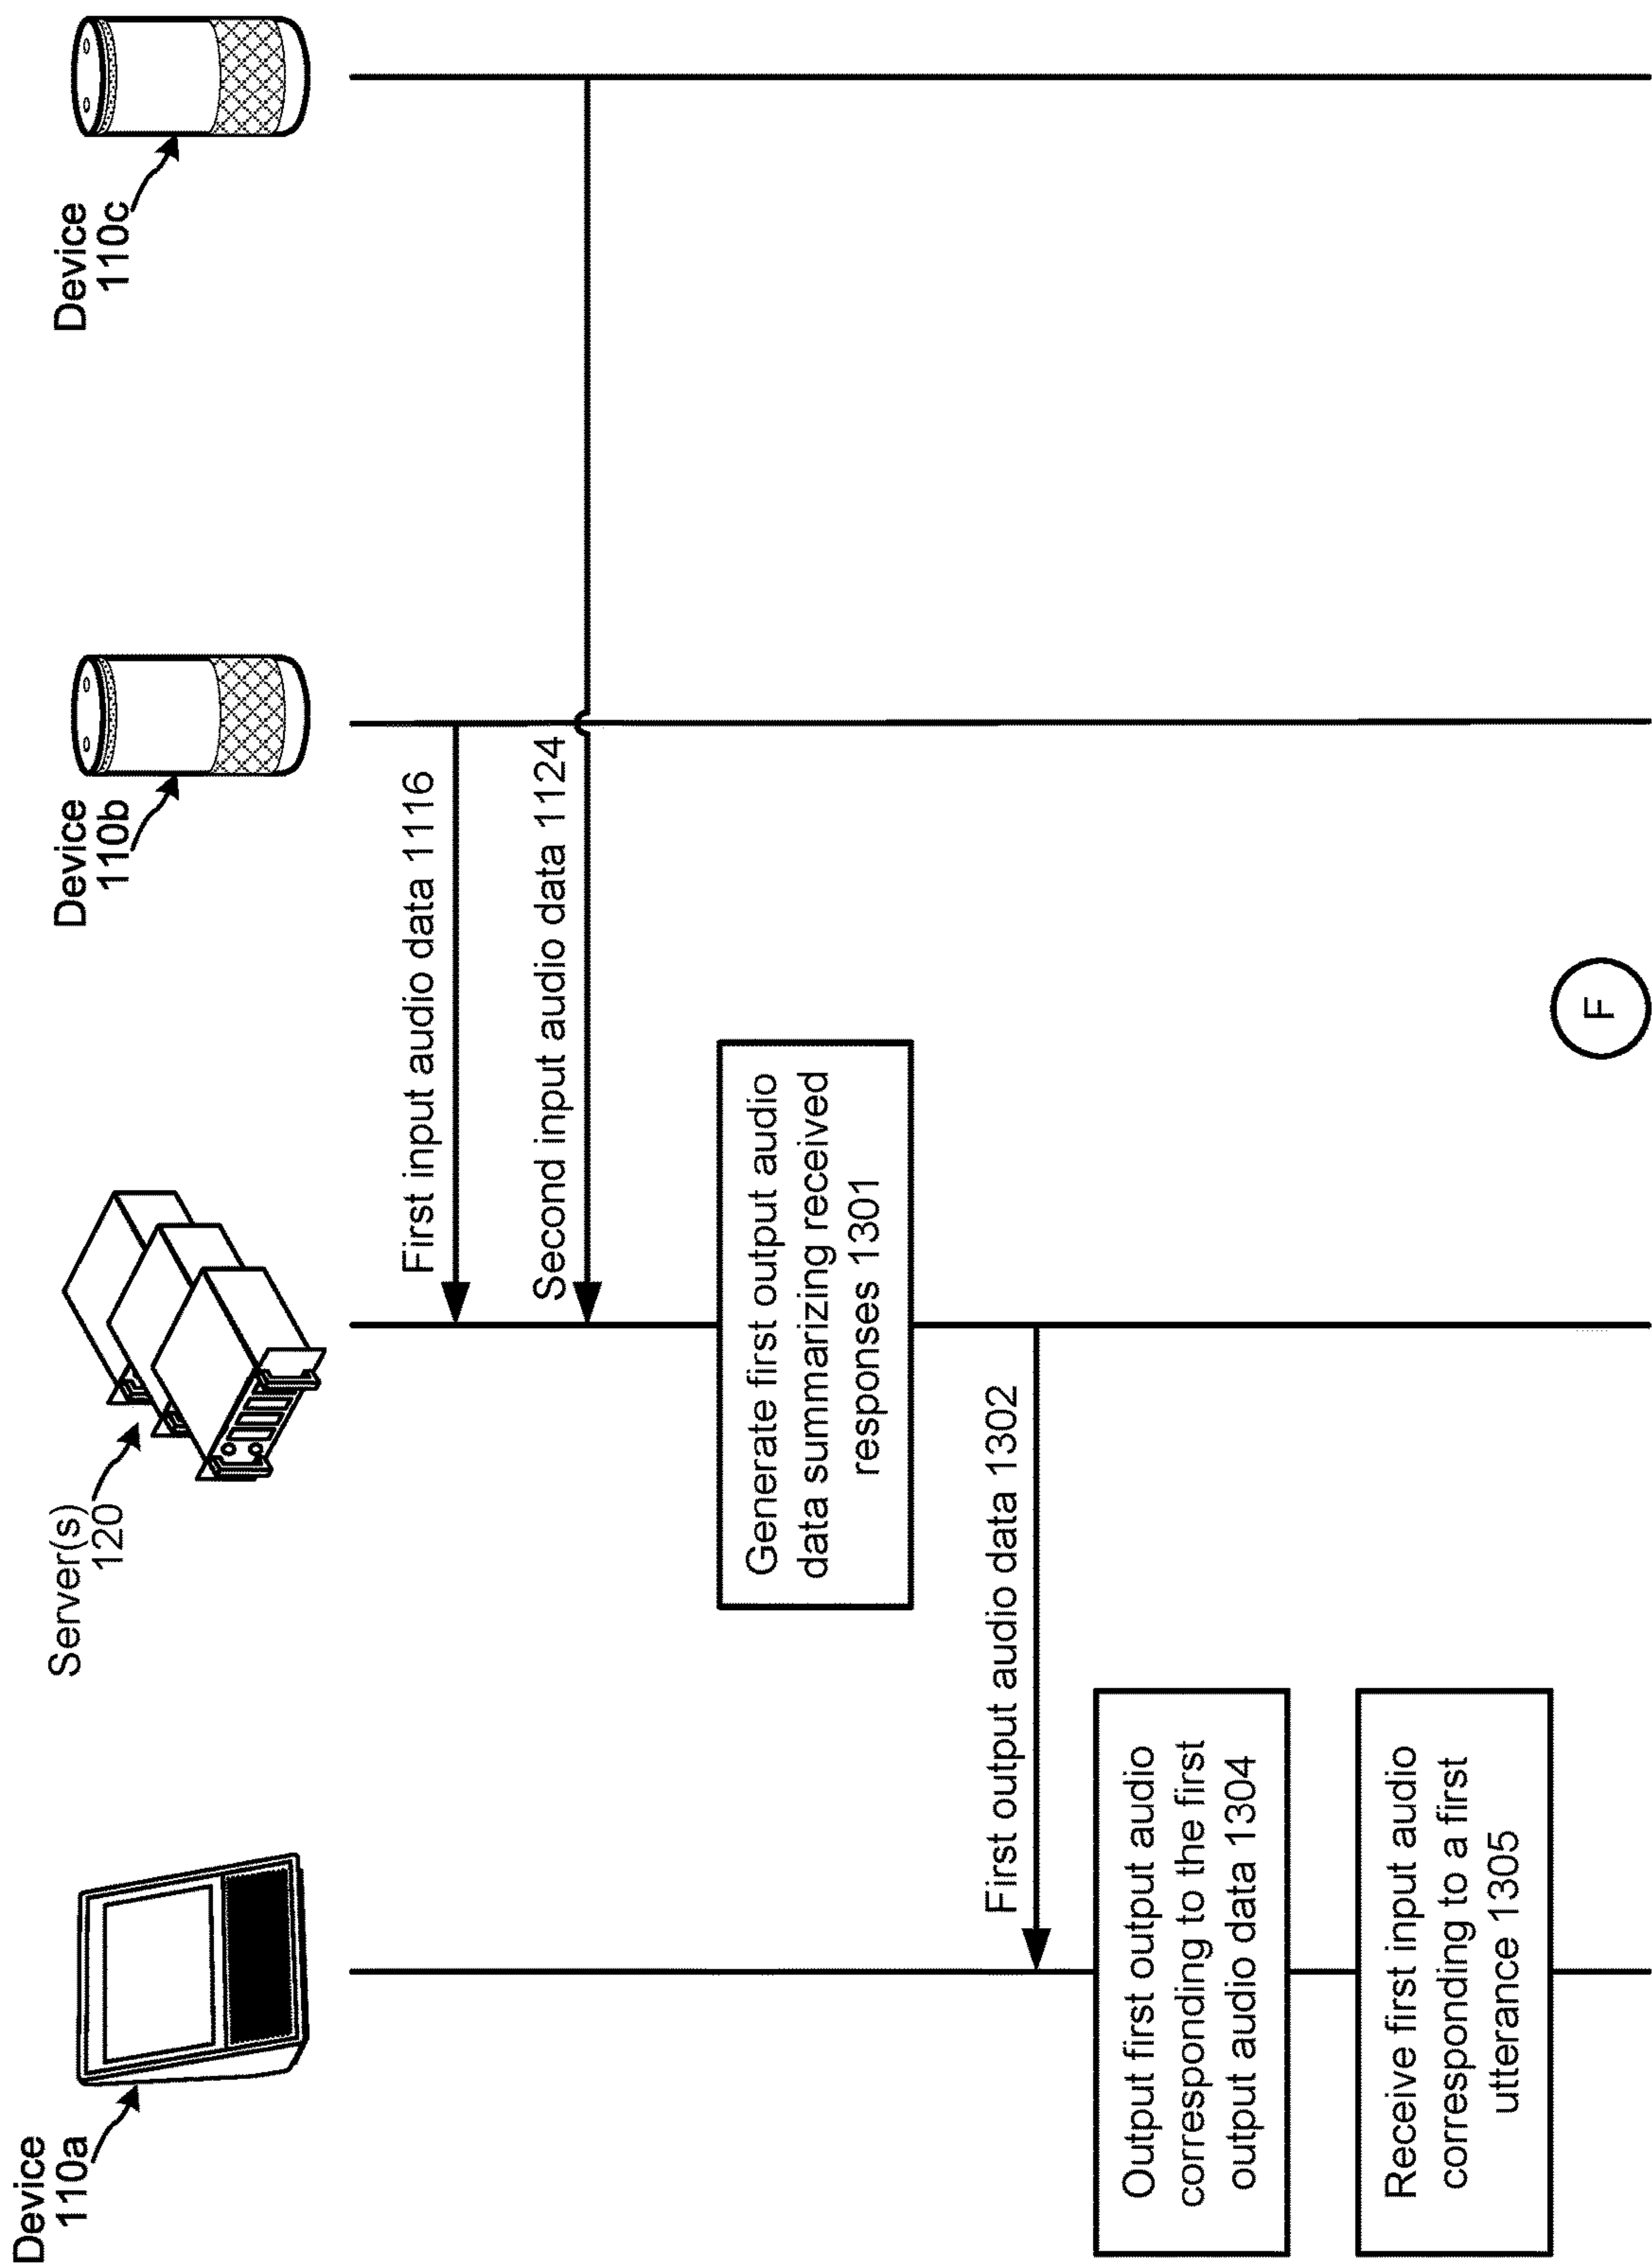 Device
110a
Server(s)
120
Device
110b
Device
110c
First input audio data 1116
Second input audio data 1124
Generate first output audio
data summarizing received
responses 1301
First output audio data 1302
Output first output audio
corresponding to the first
output audio data 1304
Receive first input audio
corresponding to a first
utterance 1305
F